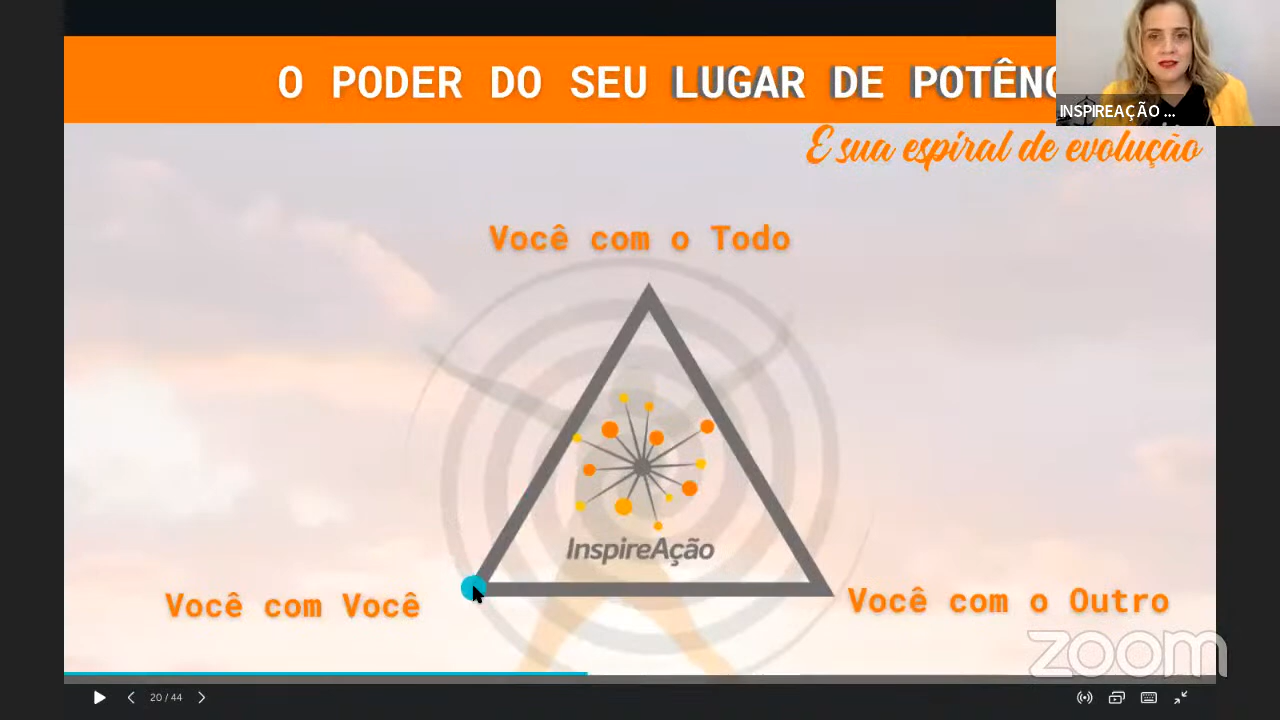 O PODER DO SEU LUGAR DE POTÊNC
INSPIREAÇÃO ...
E sua espiral de evolução
Você com o Todo
InspireAção
Você com Você
Você com o Outro
zoom
20 / 44